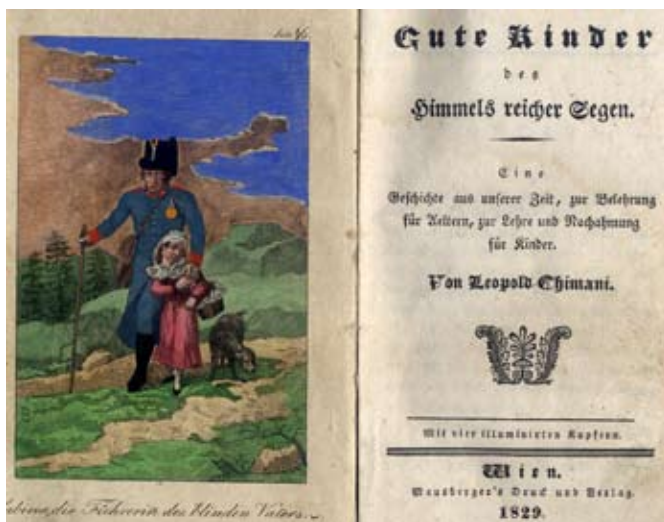 Sabina, die Führerin des blinden Vaters.
Gute Kinder
des
Himmels reicher Segen.
Eine
Geschichte aus unserer Zeit, zur Belehrung
für Aeltern, zur Lehre und Nachahmung
für Kinder.
Von Leopold Chimani.
Mit vier illuminirten Kupfern.
Wien.
Mausberger's Druck und Verlag.
1829.